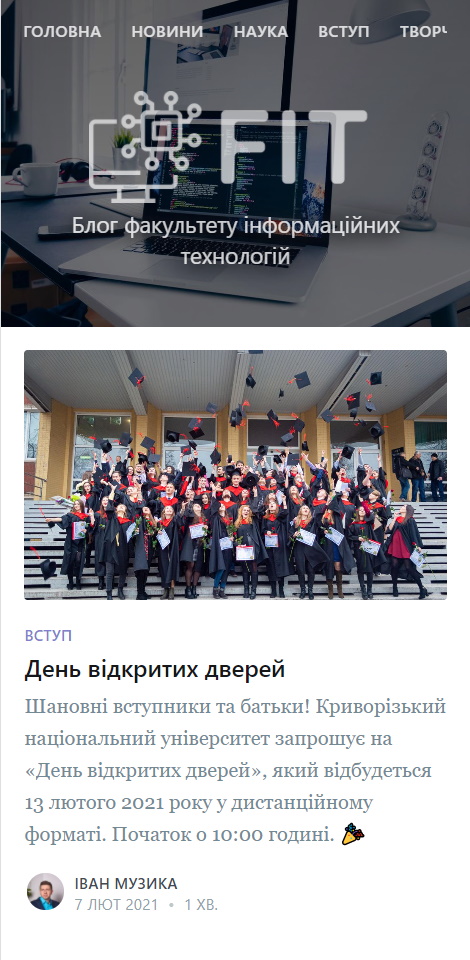 ГОЛОВНА НОВИНИ НАУКА ВСТУП ТВОРЧ
FIT
Блог факультету інформаційних
технологій
ВСТУП
День відкритих дверей
Шановні вступники та батьки! Криворізький
національний університет запрошує на
«День відкритих дверей», який відбудеться
13 лютого 2021 року у дистанційному
форматі. Початок о 10:00 годині. 🎉
ІВАН МУЗИКА
7 ЛЮТ 2021 • 1 ХВ.